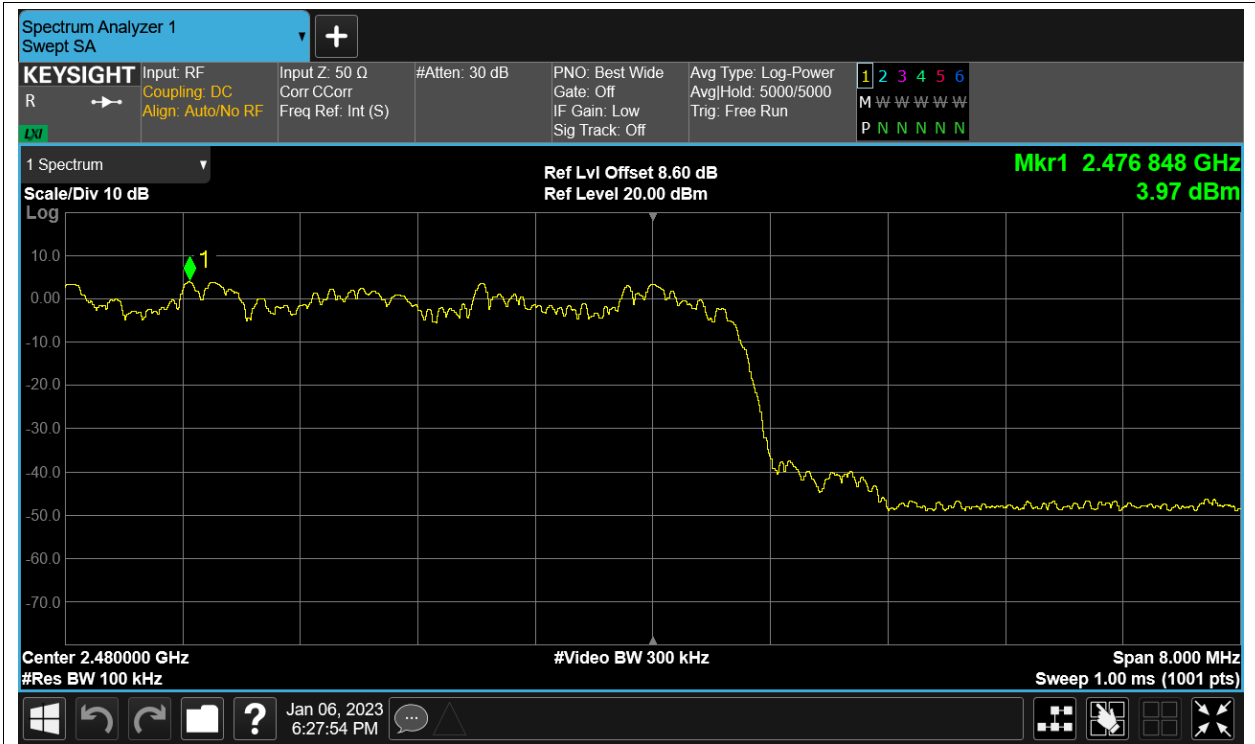 Spectrum Analyzer 1
Swept SA
KEYSIGHT
R
LXI
Input: RF
Coupling: DC
Align: Auto/No RF
Input Z: 50 Ω
Corr CCorr
Freq Ref: Int (S)
#Atten: 30 dB
PNO: Best Wide
Gate: Off
IF Gain: Low
Sig Track: Off
Avg Type: Log-Power
Avg|Hold: 5000/5000
Trig: Free Run
1 2 3 4 5 6
M W W W W W
P N N N N N
1 Spectrum
Scale/Div 10 dB
Log
Ref Lvl Offset 8.60 dB
Ref Level 20.00 dBm
Mkr1 2.476 848 GHz
3.97 dBm
1
10.0
0.00
-10.0
-20.0
-30.0
-40.0
-50.0
-60.0
-70.0
Center 2.480000 GHz
#Res BW 100 kHz
#Video BW 300 kHz
Span 8.000 MHz
Sweep 1.00 ms (1001 pts)
?
Jan 06, 2023
6:27:54 PM